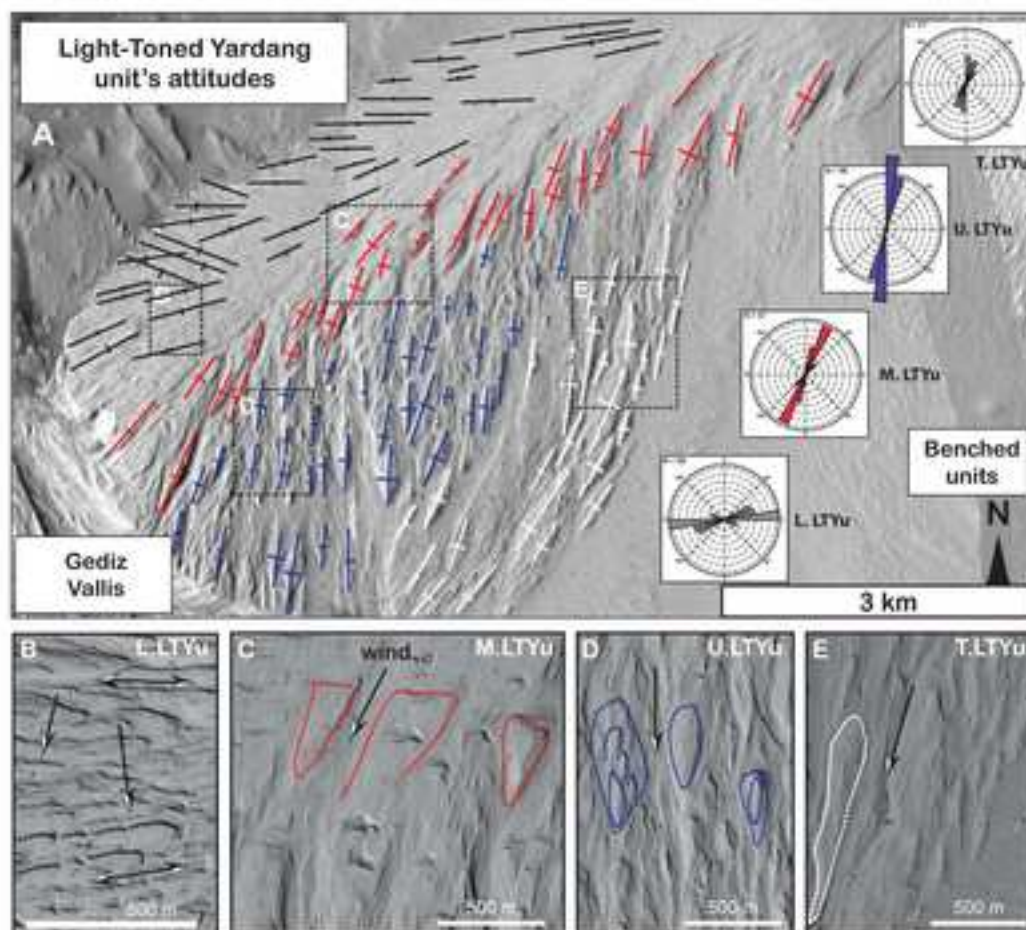 Light-Toned Yardang
unit's attitudes
A
C
E
D
T. LTYu
U. LTYu
M. LTYu
L. LTYu
Benched
units
N
Gediz
Vallis
3 km
B
L.LTYu
500 m
C
wind
M.LTYu
500 m
D
U.LTYu
500 m
E
T.LTYu
500 m